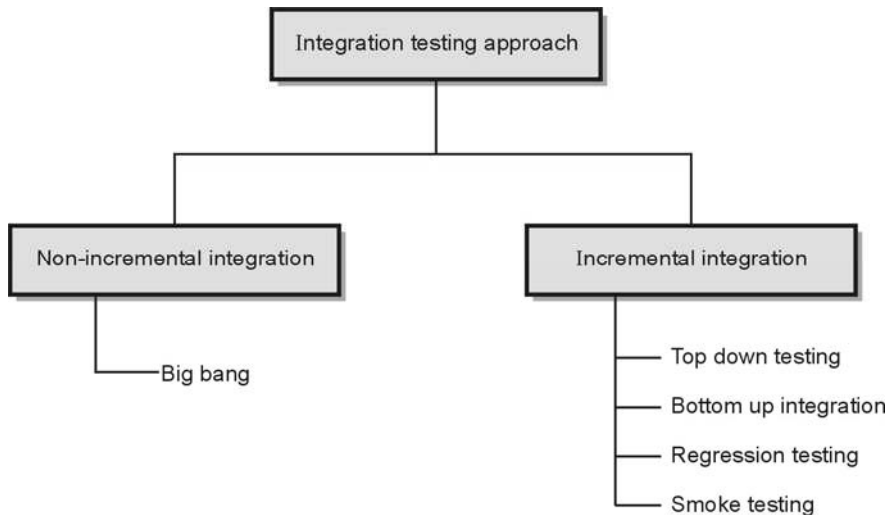 Integration testing approach
Non-incremental integration
Incremental integration
Big bang
Top down testing
Bottom up integration
Regression testing
Smoke testing